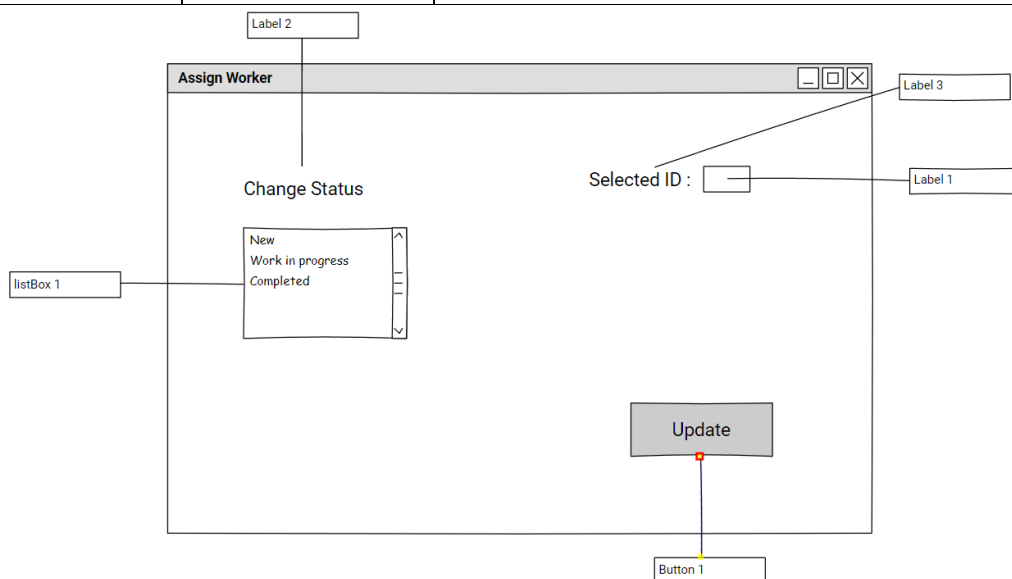 Label 2
Assign Worker
Label 3
Selected ID :
Label 1
Change Status
New
Work in progress
Completed
listBox 1
Update
Button 1